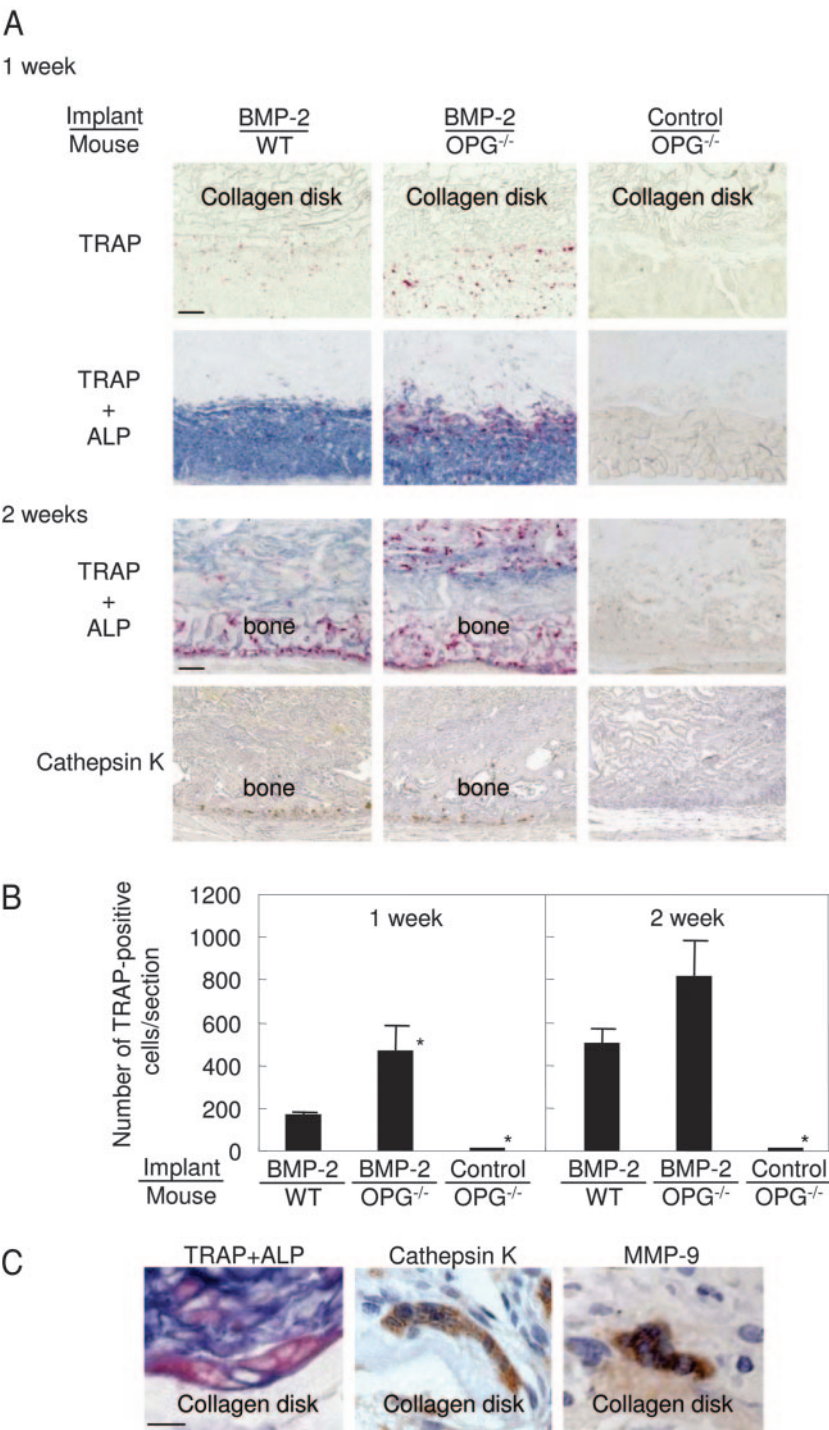 A
1 week
Implant BMP-2 BMP-2 Control
Mouse WT OPG-/- OPG-/-
Collagen disk Collagen disk Collagen disk
TRAP
TRAP
+
ALP
2 weeks
TRAP
+
ALP
bone bone
Cathepsin K
bone bone
B
Number of TRAP-positive
cells/section
1200
1000
800
600
400
200
0
1 week 2 week
*
* *
Implant BMP-2 BMP-2 Control BMP-2 BMP-2 Control
Mouse WT OPG-/- OPG-/- WT OPG-/- OPG-/-
C
TRAP+ALP Cathepsin K MMP-9
Collagen disk Collagen disk Collagen disk